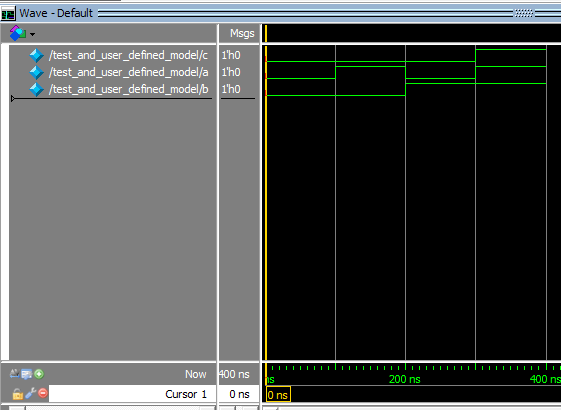 Wave - Default
Msgs
/test_and_user_defined_model/c 1'h0
/test_and_user_defined_model/a 1'h0
/test_and_user_defined_model/b 1'h0
Now 400 ns ns 200 ns 400 ns
Cursor 1 0 ns 0 ns